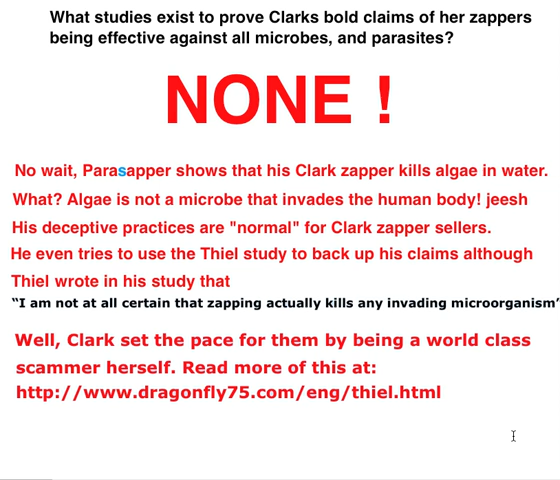 What studies exist to prove Clarks bold claims of her zappers
being effective against all microbes, and parasites?
NONE !
No wait, Parasapper shows that his Clark zapper kills algae in water.
What? Algae is not a microbe that invades the human body! jeesh
His deceptive practices are "normal" for Clark zapper sellers.
He even tries to use the Thiel study to back up his claims although
Thiel wrote in his study that
“I am not at all certain that zapping actually kills any invading microorganism”
Well, Clark set the pace for them by being a world class
scammer herself. Read more of this at:
http://www.dragonfly75.com/eng/thiel.html